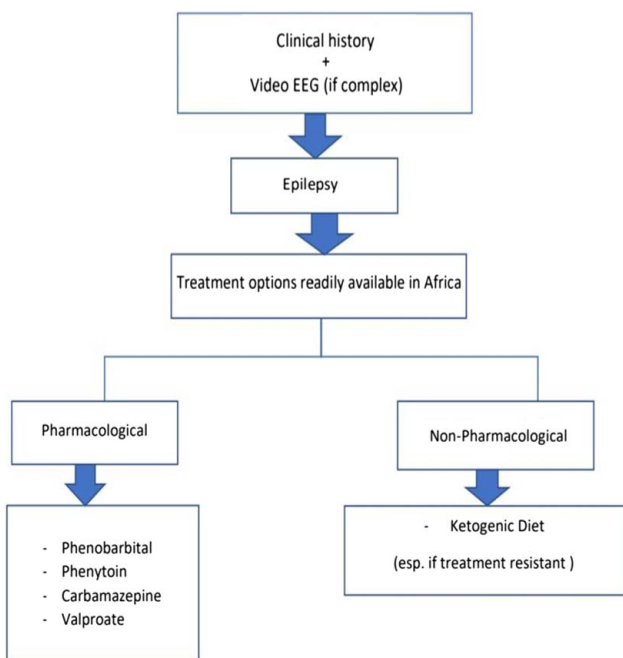 Clinical history
+
Video EEG (if complex)
Epilepsy
Treatment options readily available in Africa
Pharmacological
Non-Pharmacological
- Phenobarbital
- Phenytoin
- Carbamazepine
- Valproate
- Ketogenic Diet
(esp. if treatment resistant )